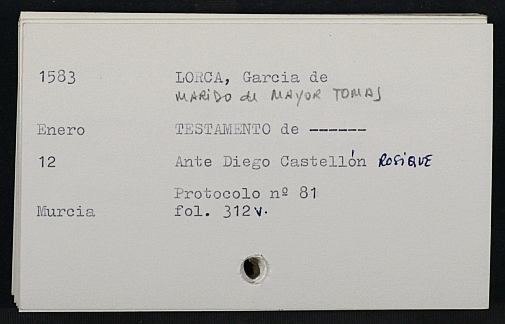 1583 LORCA, Garcia de
MARIDO de MAYOR TOMAS
Enero TESTAMENTO de ------
12 Ante Diego Castellón ROSIQUE
Protocolo nº 81
Murcia fol. 312v.